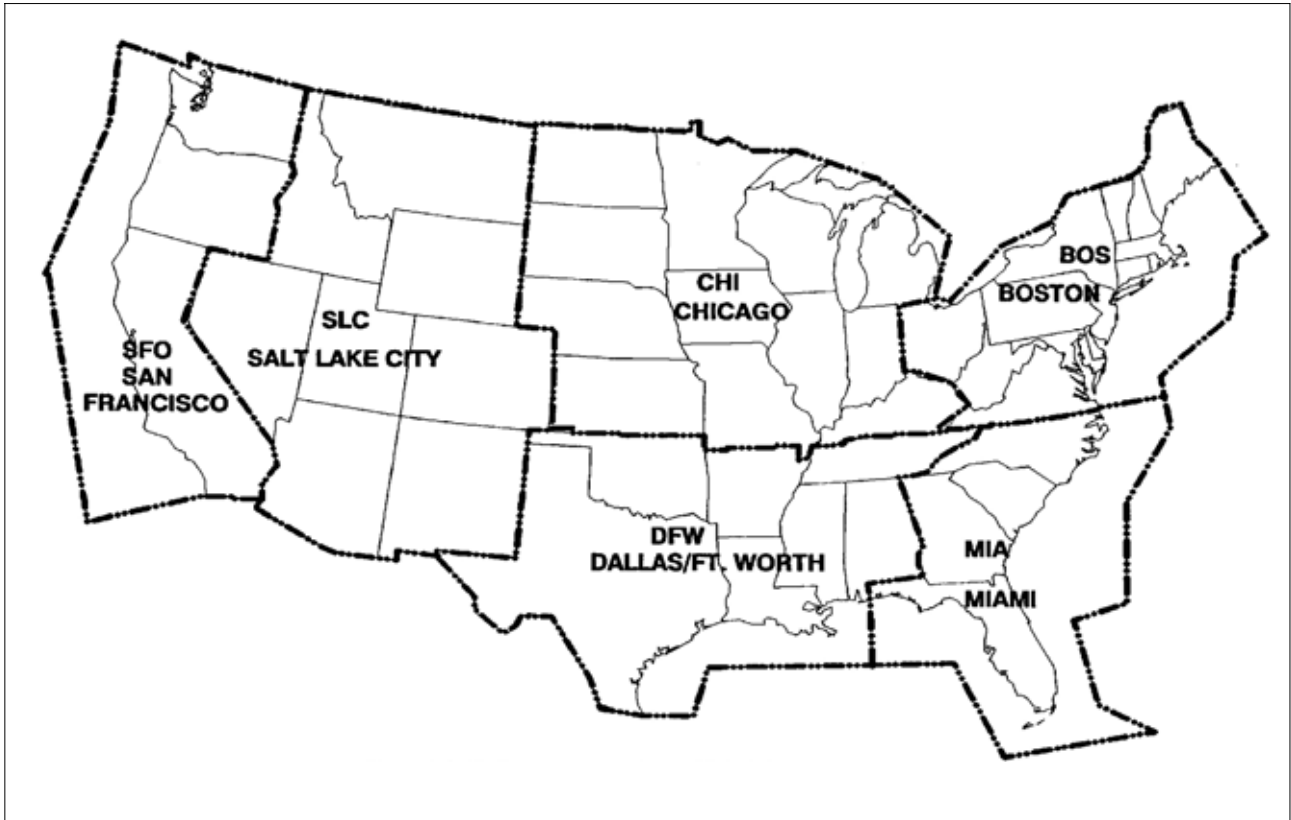 CHI
CHICAGO
BOS
BOSTON
SLC
SALT LAKE CITY
SFO
SAN
FRANCISCO
DFW
DALLAS/FT. WORTH
MIA
MIAMI